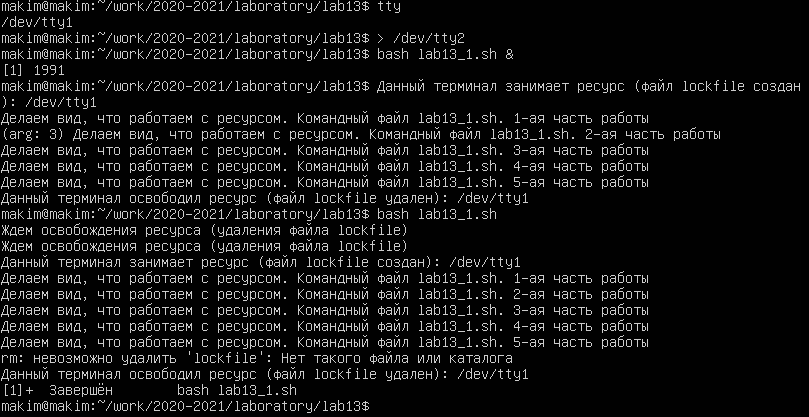 makim@makim:~/work/2020-2021/laboratory/lab13$ tty
/dev/tty1
makim@makim:~/work/2020-2021/laboratory/lab13$ > /dev/tty2
makim@makim:~/work/2020-2021/laboratory/lab13$ bash lab13_1.sh &
[1] 1991
makim@makim:~/work/2020-2021/laboratory/lab13$ Данный терминал занимает ресурс (файл lockfile создан
): /dev/tty1
Делаем вид, что работаем с ресурсом. Командный файл lab13_1.sh. 1-ая часть работы
(arg: 3) Делаем вид, что работаем с ресурсом. Командный файл lab13_1.sh. 2-ая часть работы
Делаем вид, что работаем с ресурсом. Командный файл lab13_1.sh. 3-ая часть работы
Делаем вид, что работаем с ресурсом. Командный файл lab13_1.sh. 4-ая часть работы
Делаем вид, что работаем с ресурсом. Командный файл lab13_1.sh. 5-ая часть работы
Данный терминал освободил ресурс (файл lockfile удален): /dev/tty1
makim@makim:~/work/2020-2021/laboratory/lab13$ bash lab13_1.sh
Ждем освобождения ресурса (удаления файла lockfile)
Ждем освобождения ресурса (удаления файла lockfile)
Данный терминал занимает ресурс (файл lockfile создан): /dev/tty1
Делаем вид, что работаем с ресурсом. Командный файл lab13_1.sh. 1-ая часть работы
Делаем вид, что работаем с ресурсом. Командный файл lab13_1.sh. 2-ая часть работы
Делаем вид, что работаем с ресурсом. Командный файл lab13_1.sh. 3-ая часть работы
Делаем вид, что работаем с ресурсом. Командный файл lab13_1.sh. 4-ая часть работы
Делаем вид, что работаем с ресурсом. Командный файл lab13_1.sh. 5-ая часть работы
rm: невозможно удалить 'lockfile': Нет такого файла или каталога
Данный терминал освободил ресурс (файл lockfile удален): /dev/tty1
[1]+  Завершён        bash lab13_1.sh
makim@makim:~/work/2020-2021/laboratory/lab13$